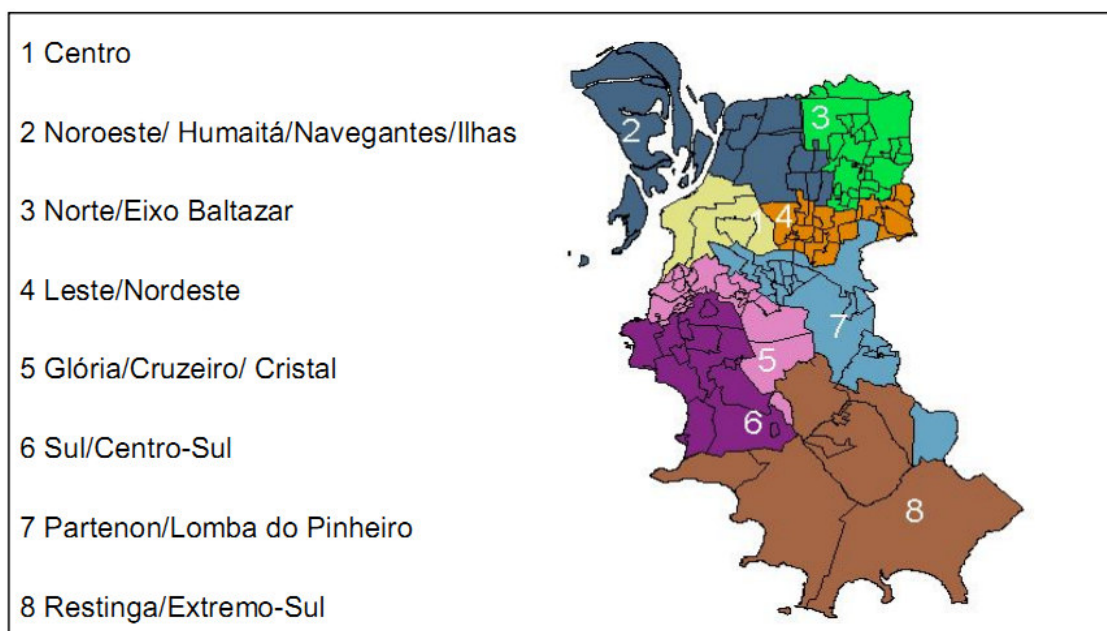 1 Centro
2 Noroeste/ Humaitá/Navegantes/Ilhas
3 Norte/Eixo Baltazar
4 Leste/Nordeste
5 Glória/Cruzeiro/ Cristal
6 Sul/Centro-Sul
7 Partenon/Lomba do Pinheiro
8 Restinga/Extremo-Sul
2
3
1
4
7
5
6
8